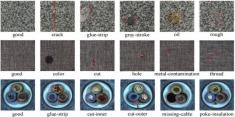 good crack glue-strip gray-stroke oil rough
good color cut hole metal-contamination thread
good glue-strip cut-inner cut-outer missing-cable poke-insulation